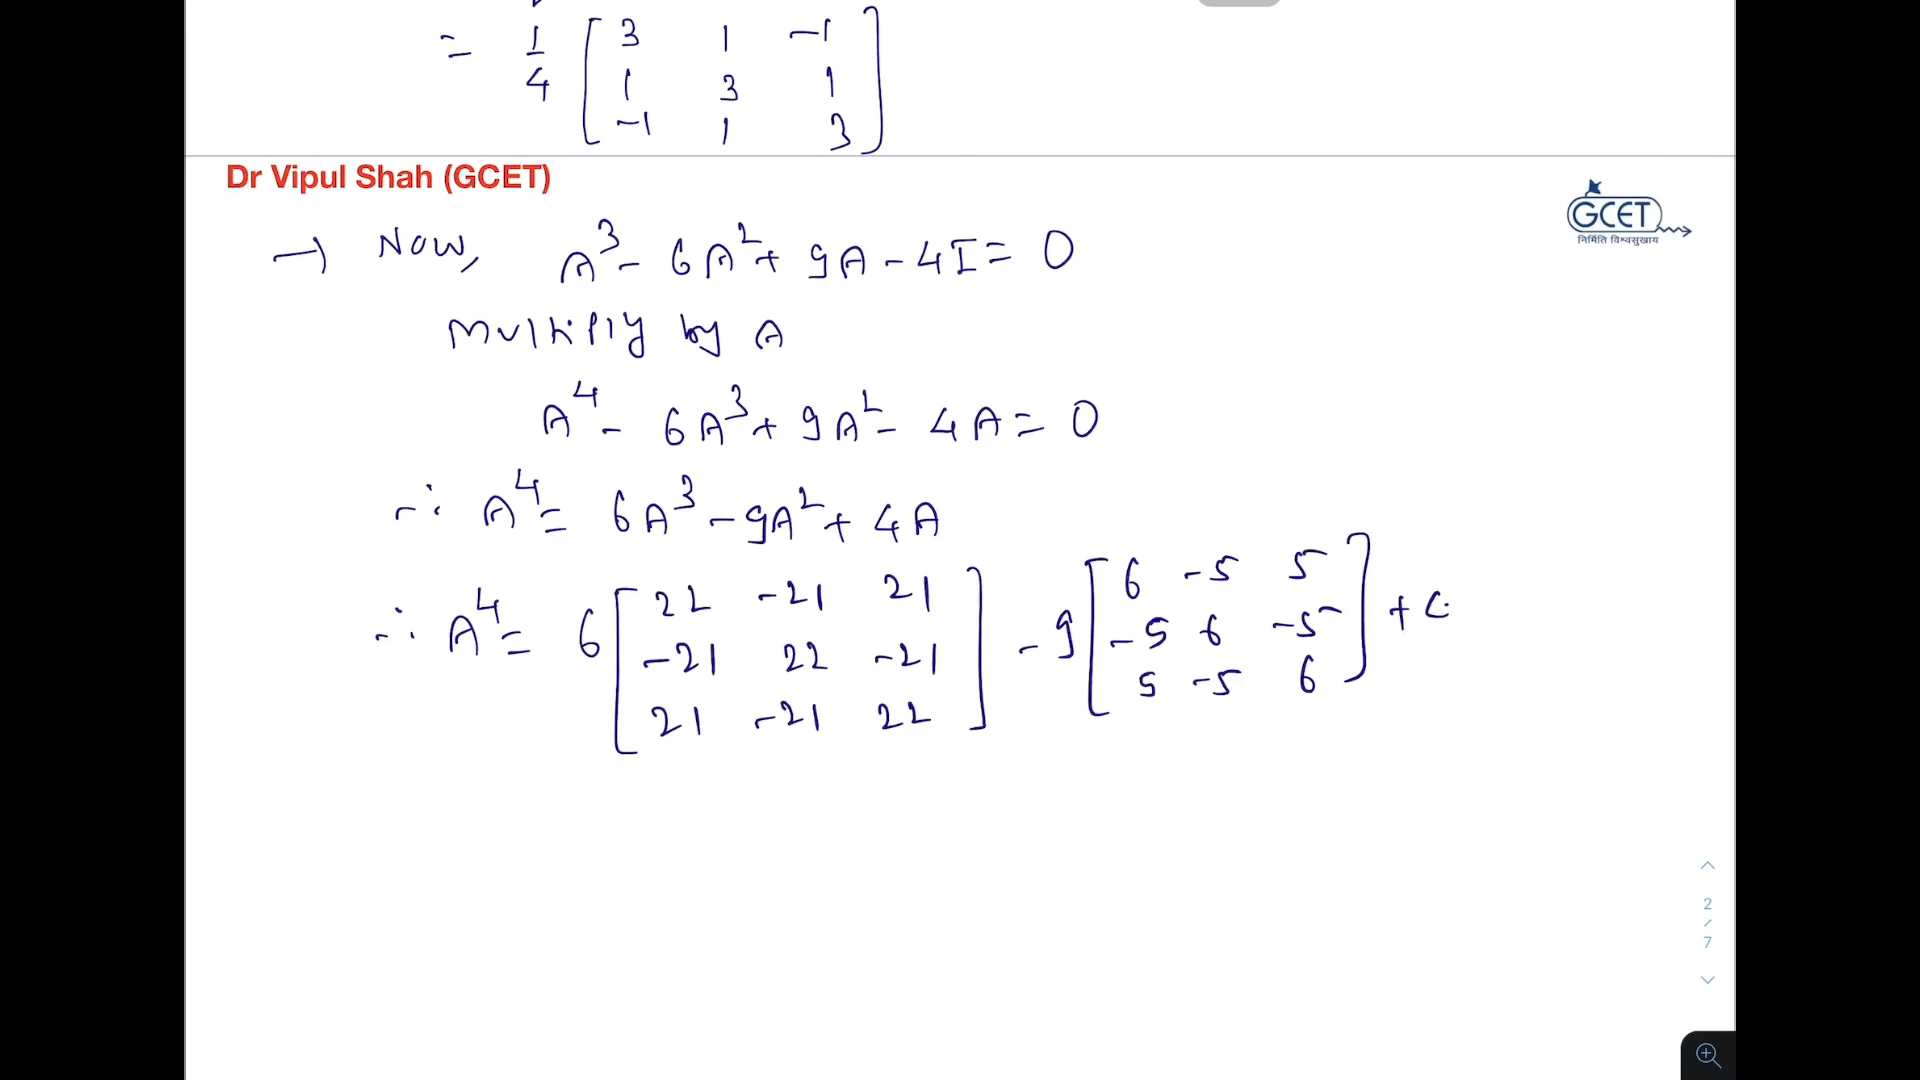 = 1/4 [ 3 1 -1
1 3 1
-1 1 3 ]
Dr Vipul Shah (GCET)
GCET
निर्मिति विश्वसुखाय
→ Now, A³ - 6A² + 9A - 4I = 0
Multiply by A
A⁴ - 6A³ + 9A² - 4A = 0
∴ A⁴ = 6A³ - 9A² + 4A
∴ A⁴ = 6 [ 22 -21 21 ] - 9 [ 6 -5 5 ] +
-21 22 -21 -5 6 -5
21 -21 22 5 -5 6
2
/
7